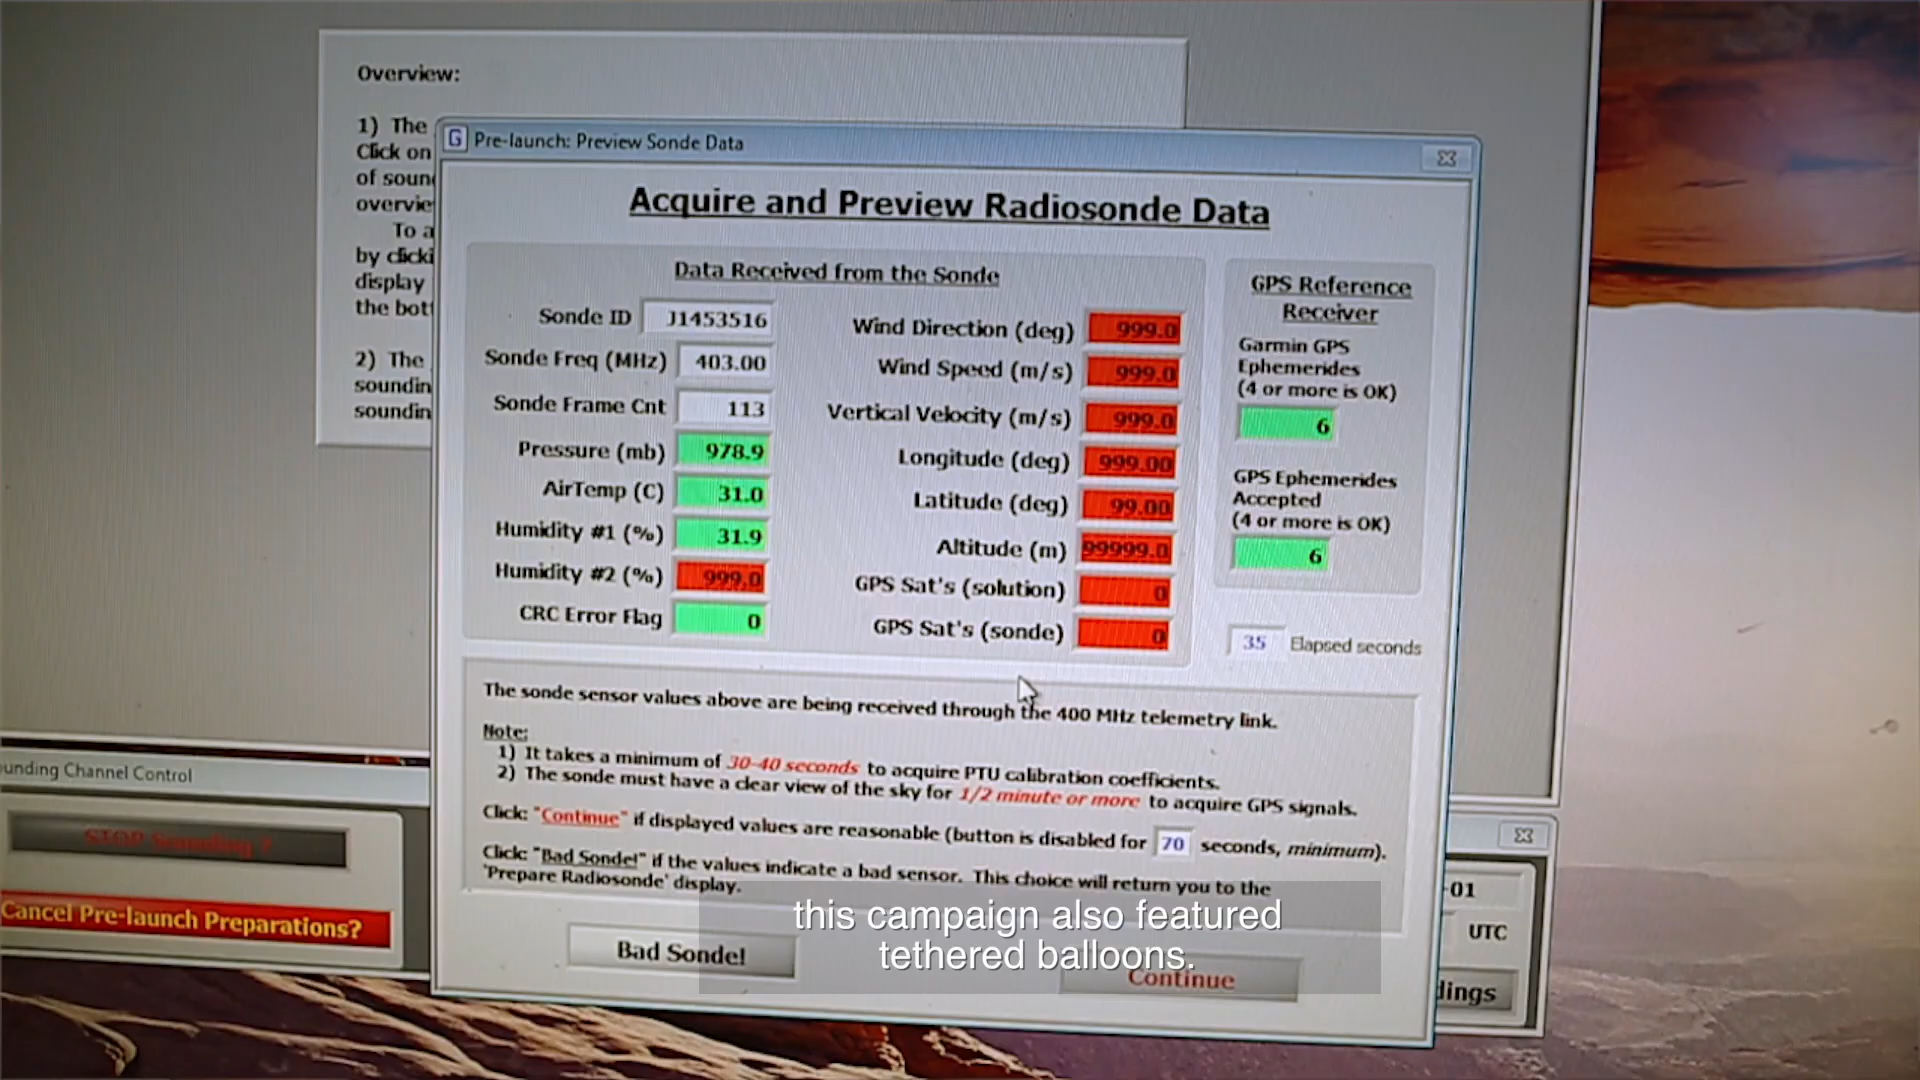 Overview:
1) The
Click on
of soun
overvie
To a
by clicki
display
the bott
2) The
soundin
soundin
Pre-launch: Preview Sonde Data
Acquire and Preview Radiosonde Data
Data Received from the Sonde
Sonde ID J1453516
Sonde Freq (MHz) 403.00
Sonde Frame Cnt 113
Pressure (mb) 978.9
AirTemp (C) 31.0
Humidity #1 (%) 31.9
Humidity #2 (%) 999.0
CRC Error Flag 0
Wind Direction (deg) 999.0
Wind Speed (m/s) 999.0
Vertical Velocity (m/s) 999.0
Longitude (deg) 999.00
Latitude (deg) 99.00
Altitude (m) 99999.0
GPS Sat's (solution) 0
GPS Sat's (sonde) 0
GPS Reference
Receiver
Garmin GPS
Ephemerides
(4 or more is OK)
6
GPS Ephemerides
Accepted
(4 or more is OK)
6
35 Elapsed seconds
The sonde sensor values above are being received through the 400 MHz telemetry link.
Note:
1) It takes a minimum of 30-40 seconds to acquire PTU calibration coefficients.
2) The sonde must have a clear view of the sky for 1/2 minute or more to acquire GPS signals.
Click: "Continue" if displayed values are reasonable (button is disabled for 70 seconds, minimum).
Click: "Bad Sonde!" if the values indicate a bad sensor. This choice will return you to the
'Prepare Radiosonde' display.
Bad Sonde!
Continue
unding Channel Control
STOP Sounding ?
Cancel Pre-launch Preparations?
-01
UTC
dings
this campaign also featured
tethered balloons.